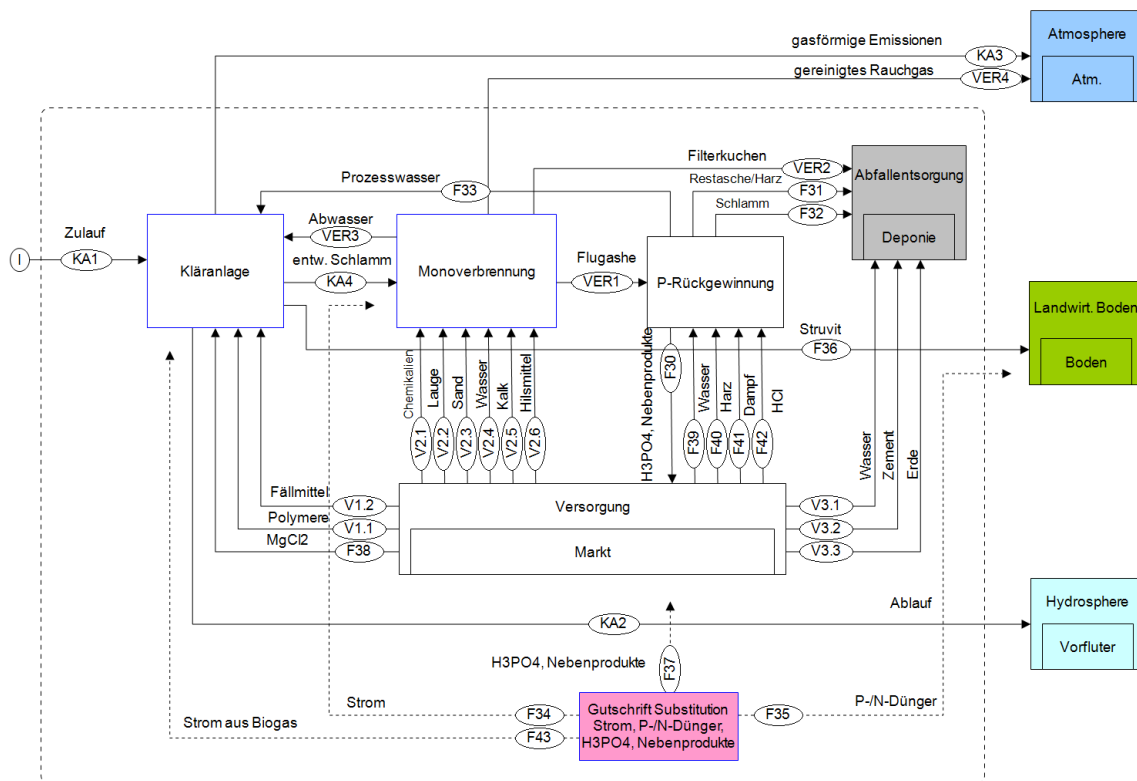 Atmosphere
gasförmige Emissionen
KA3
gereinigtes Rauchgas
VER4
Atm.
Filterkuchen
VER2
Abfallentsorgung
Prozesswasser
F33
Restasche/Harz
F31
Schlamm
F32
Abwasser
VER3
Zulauf
I
KA1
Kläranlage
entw. Schlamm
KA4
Monoverbrennung
Flugashe
VER1
P-Rückgewinnung
Deponie
Landwirt. Boden
Struvit
F36
Boden
Chemikalien
Lauge
Sand
Wasser
Kalk
Hilsmittel
H3PO4, Nebenprodukte
F30
Wasser
Harz
Dampf
HCl
V2.1
V2.2
V2.3
V2.4
V2.5
V2.6
F39
F40
F41
F42
Wasser
Zement
Erde
Fällmittel
V1.2
Versorgung
V3.1
Polymere
V1.1
V3.2
MgCl2
F38
Markt
V3.3
Hydrosphere
Ablauf
KA2
Vorfluter
H3PO4, Nebenprodukte
F37
Strom
F34
Gutschrift Substitution
Strom, P-/N-Dünger,
H3PO4, Nebenprodukte
F35
P-/N-Dünger
Strom aus Biogas
F43